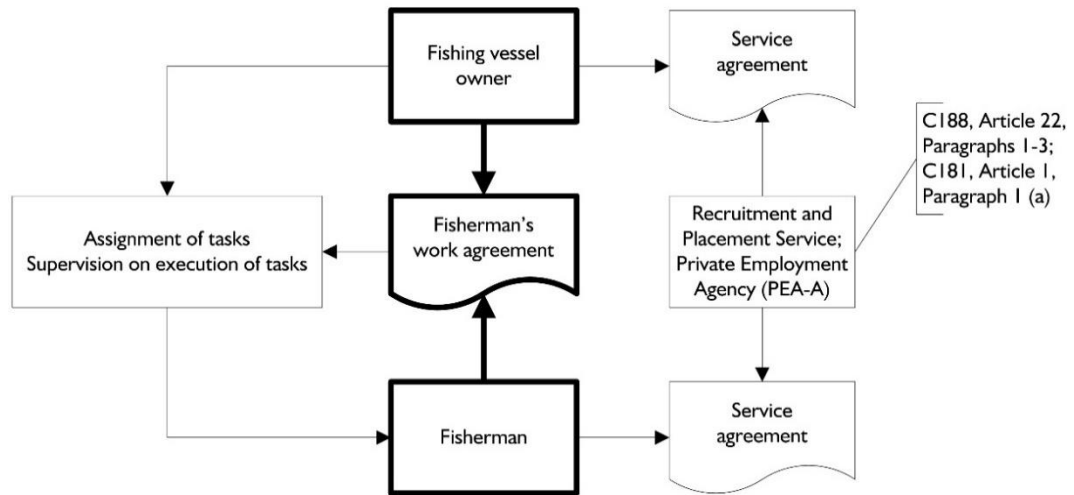 Fishing vessel
owner
Service
agreement
C188, Article 22,
Paragraphs 1-3;
C181, Article 1,
Paragraph 1 (a)
Assignment of tasks
Supervision on execution of tasks
Fisherman’s
work agreement
Recruitment and
Placement Service;
Private Employment
Agency (PEA-A)
Fisherman
Service
agreement